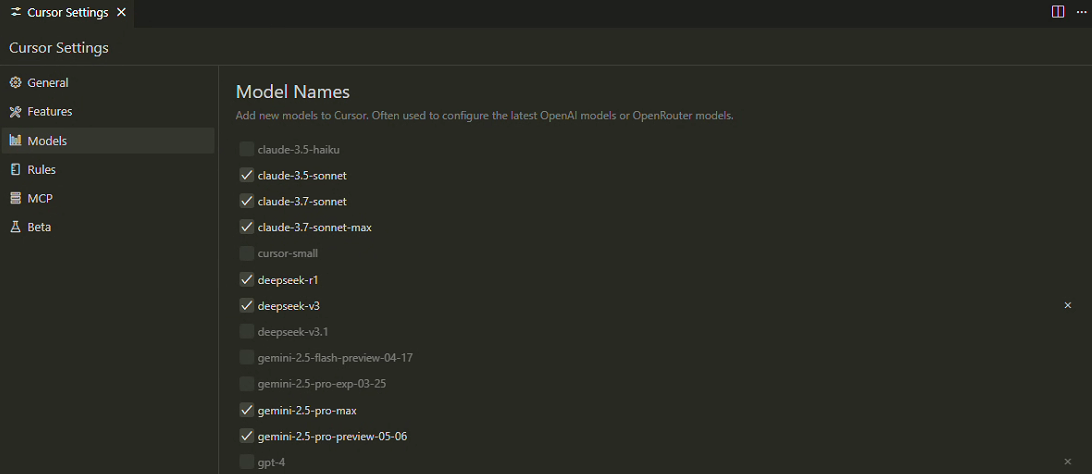 Cursor Settings
Cursor Settings
General
Features
Models
Rules
MCP
Beta
Model Names
Add new models to Cursor. Often used to configure the latest OpenAI models or OpenRouter models.
claude-3.5-haiku
claude-3.5-sonnet
claude-3.7-sonnet
claude-3.7-sonnet-max
cursor-small
deepseek-r1
deepseek-v3
deepseek-v3.1
gemini-2.5-flash-preview-04-17
gemini-2.5-pro-exp-03-25
gemini-2.5-pro-max
gemini-2.5-pro-preview-05-06
gpt-4